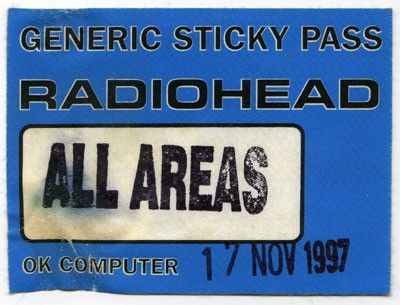 GENERIC STICKY PASS
RADIOHEAD
ALL AREAS
OK COMPUTER 17 NOV 1997